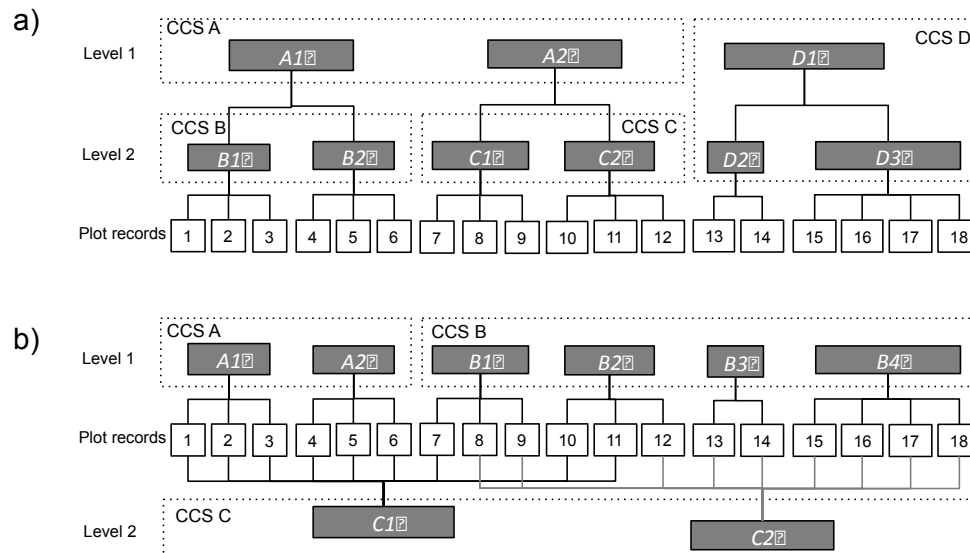 a)
CCS A
CCS D
Level 1
A1⍰
A2⍰
D1⍰
CCS B
CCS C
Level 2
B1⍰
B2⍰
C1⍰
C2⍰
D2⍰
D3⍰
Plot records
1 2 3 4 5 6 7 8 9 10 11 12 13 14 15 16 17 18
b)
CCS A
CCS B
Level 1
A1⍰
A2⍰
B1⍰
B2⍰
B3⍰
B4⍰
Plot records
1 2 3 4 5 6 7 8 9 10 11 12 13 14 15 16 17 18
CCS C
Level 2
C1⍰
C2⍰